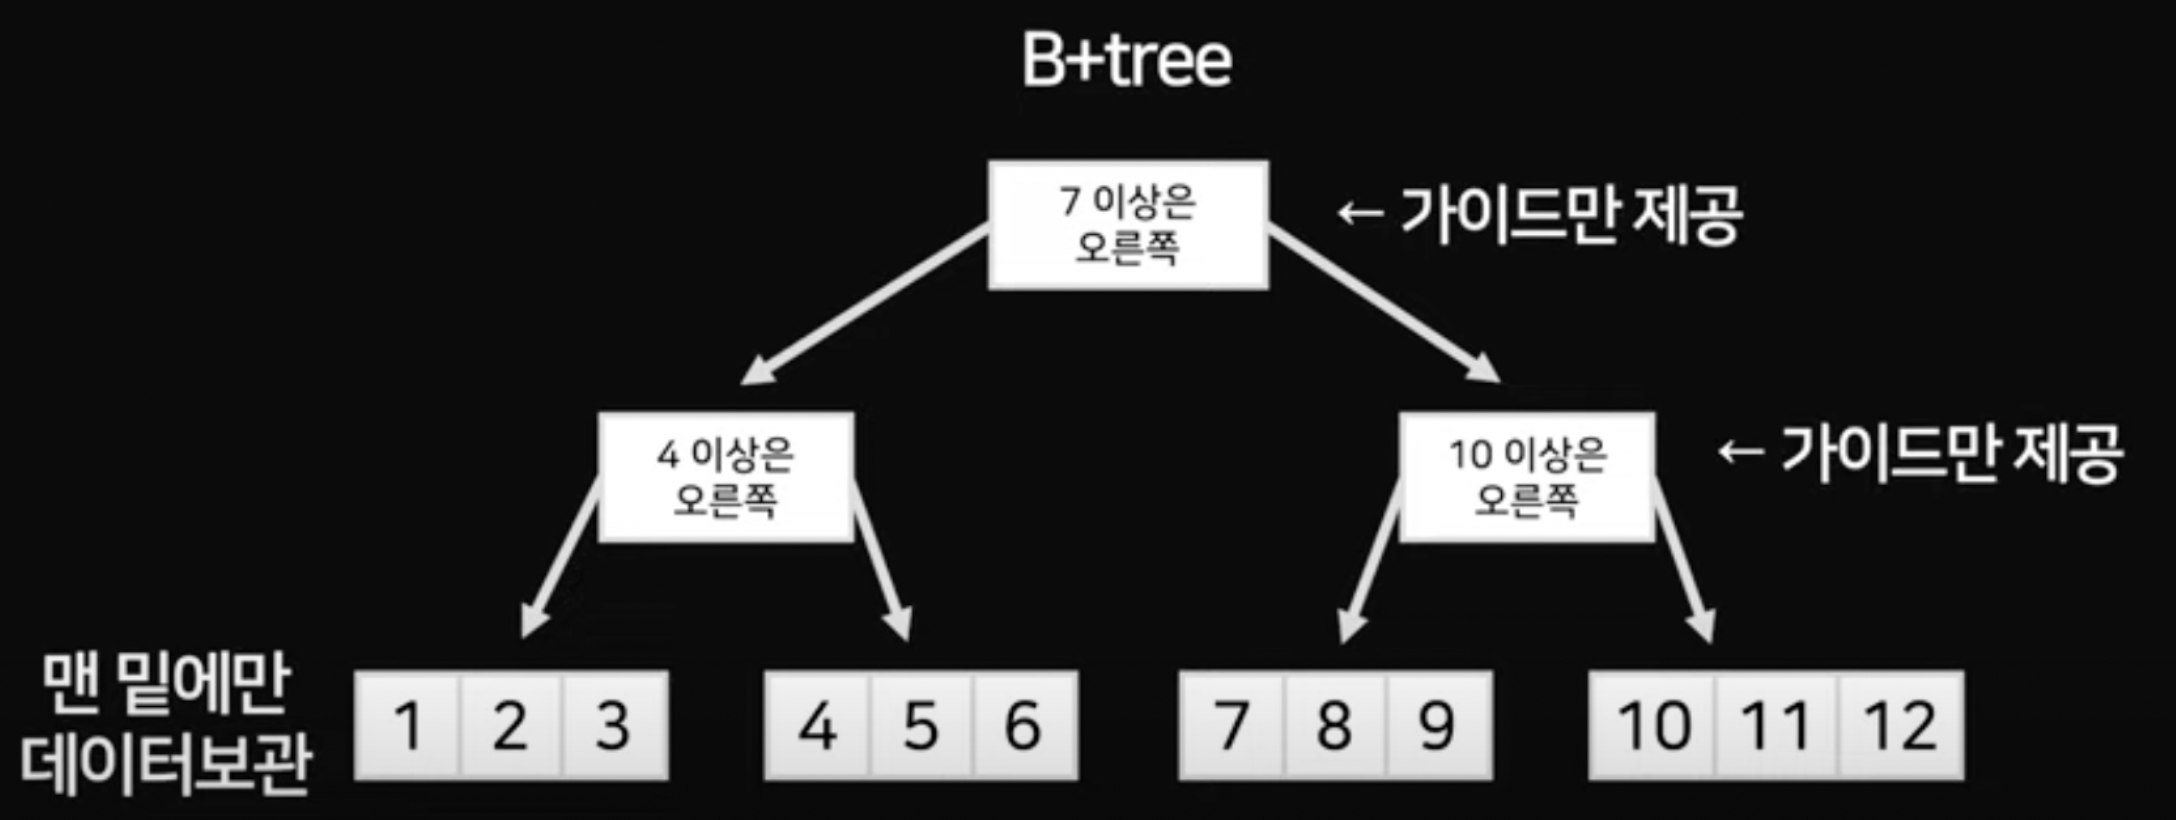 B+tree
7 이상은
오른쪽
← 가이드만 제공
4 이상은
오른쪽
10 이상은
오른쪽
← 가이드만 제공
맨 밑에만
데이터보관
1 2 3
4 5 6
7 8 9
10 11 12